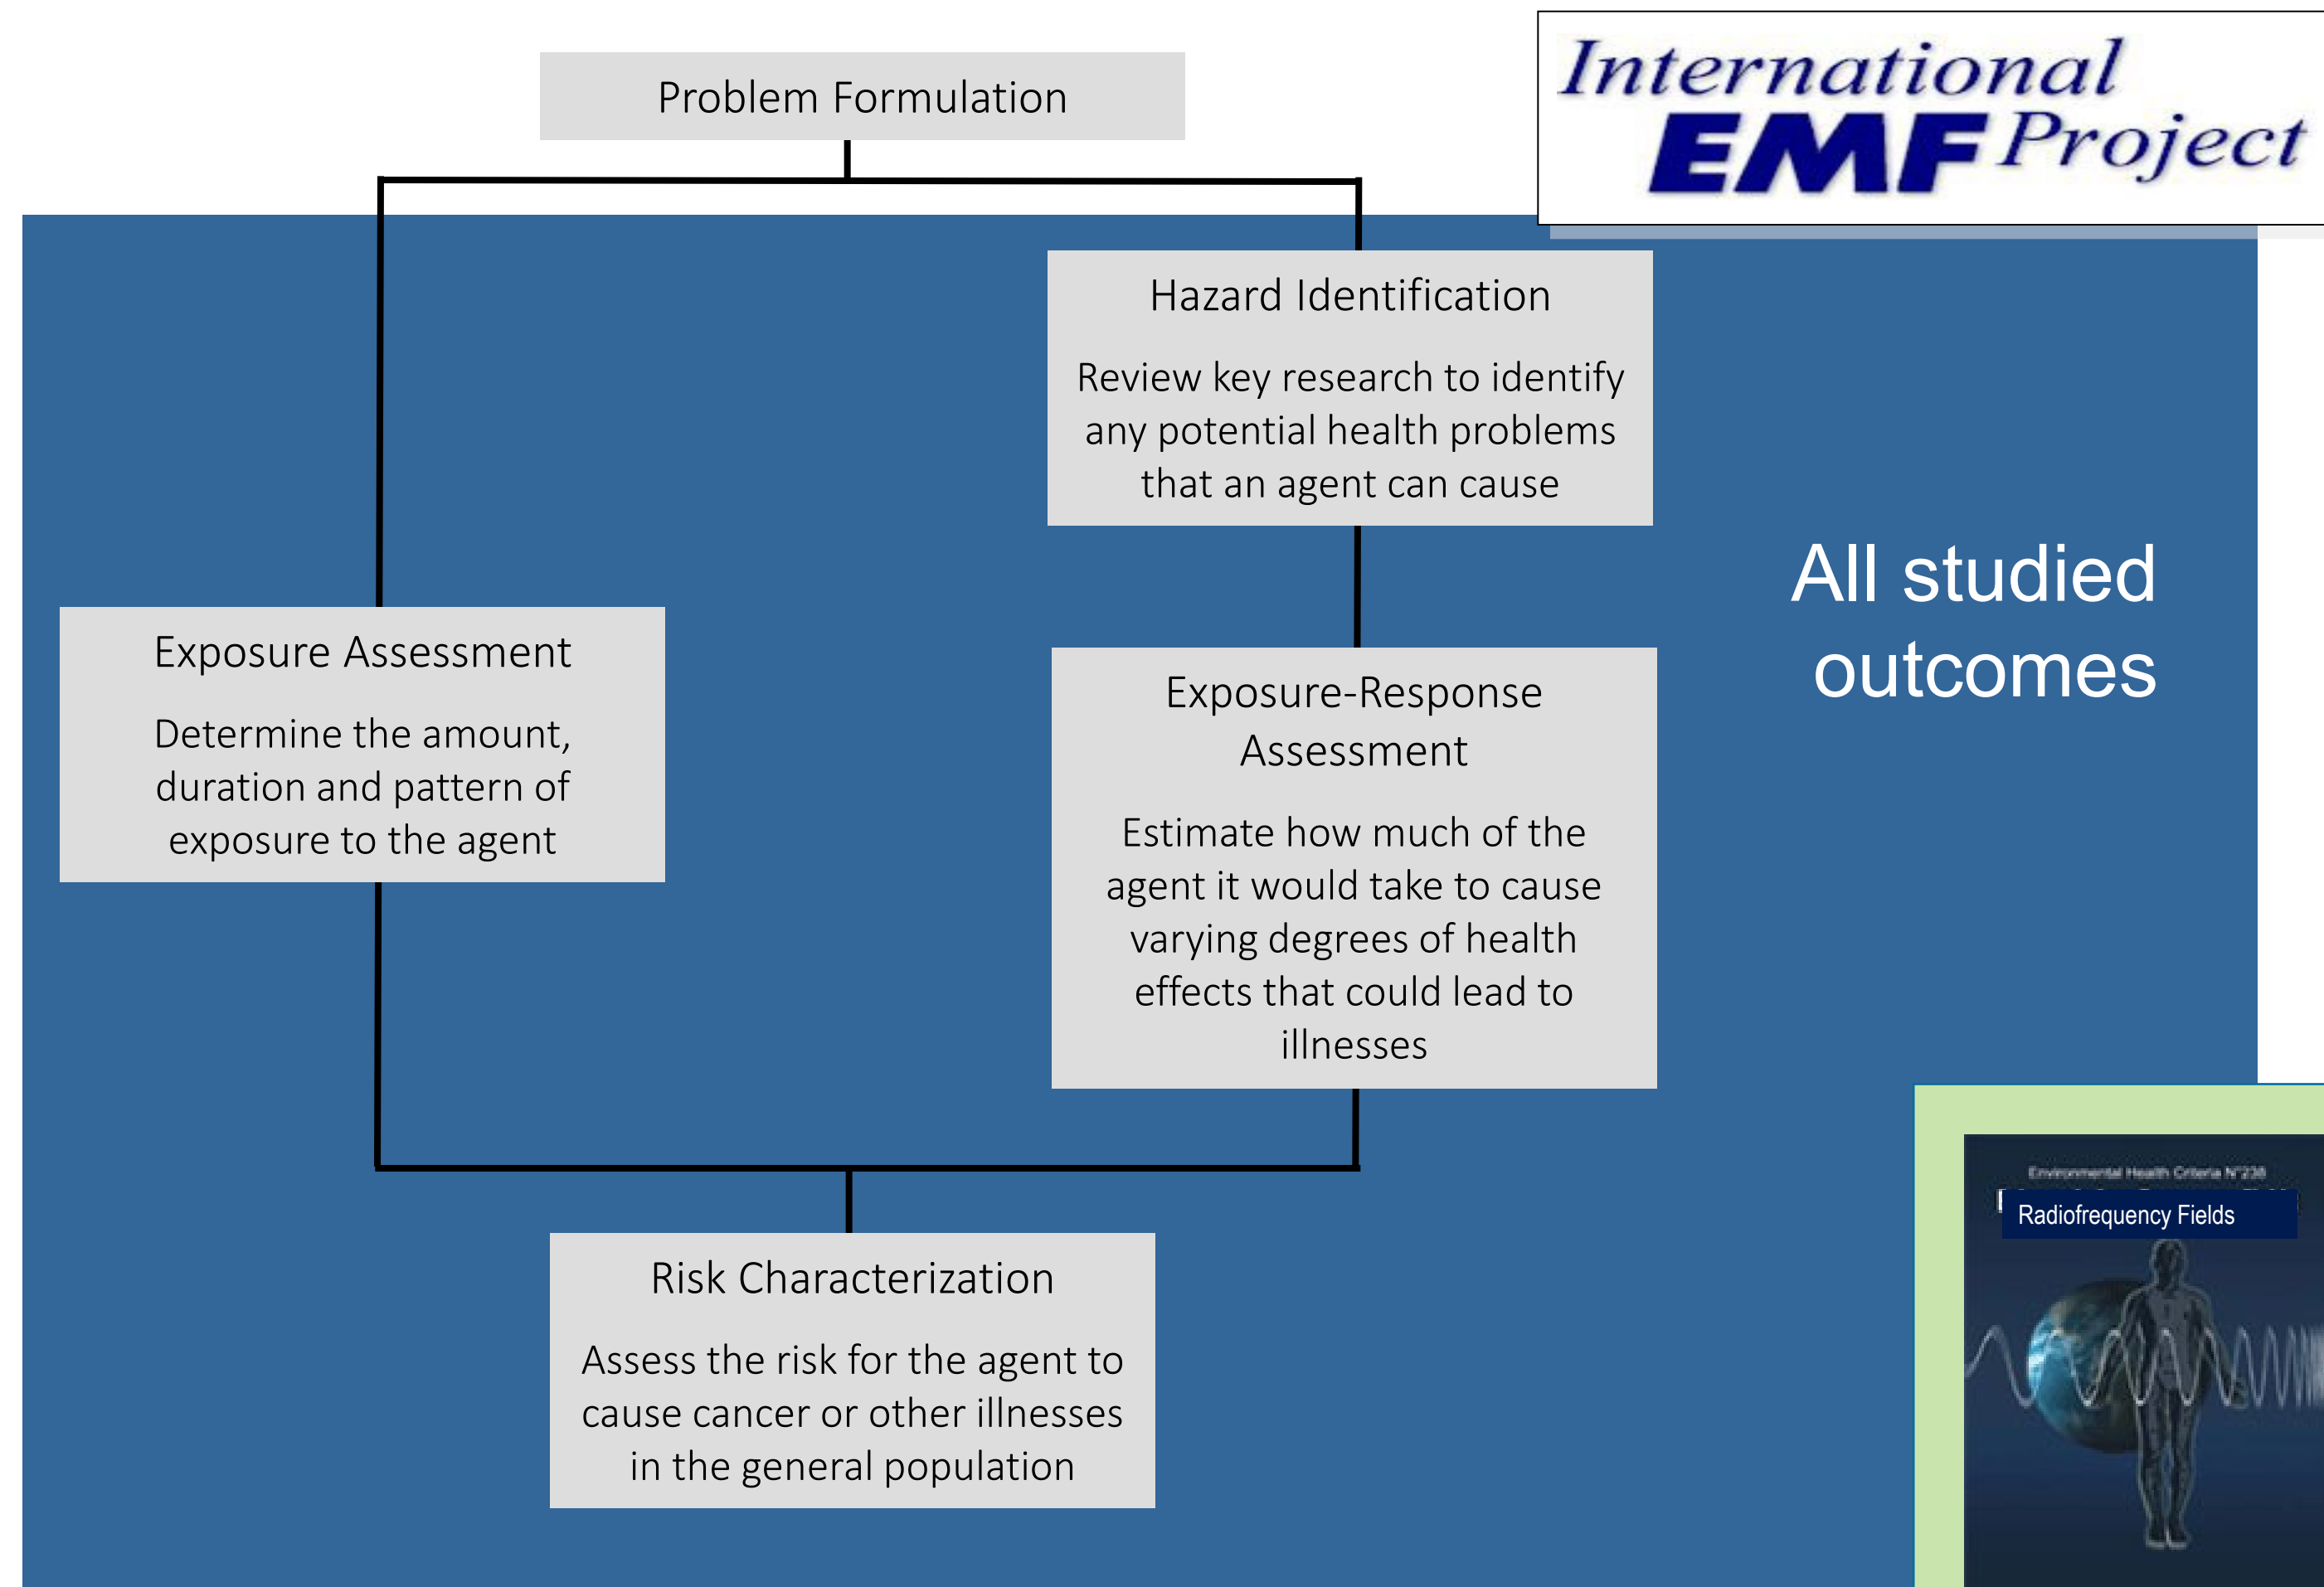 International
EMF Project
Problem Formulation
Hazard Identification
Review key research to identify
any potential health problems
that an agent can cause
All studied
outcomes
Exposure Assessment
Determine the amount,
duration and pattern of
exposure to the agent
Exposure-Response
Assessment
Estimate how much of the
agent it would take to cause
varying degrees of health
effects that could lead to
illnesses
Risk Characterization
Assess the risk for the agent to
cause cancer or other illnesses
in the general population
Environmental Health Criteria N°238
Radiofrequency Fields